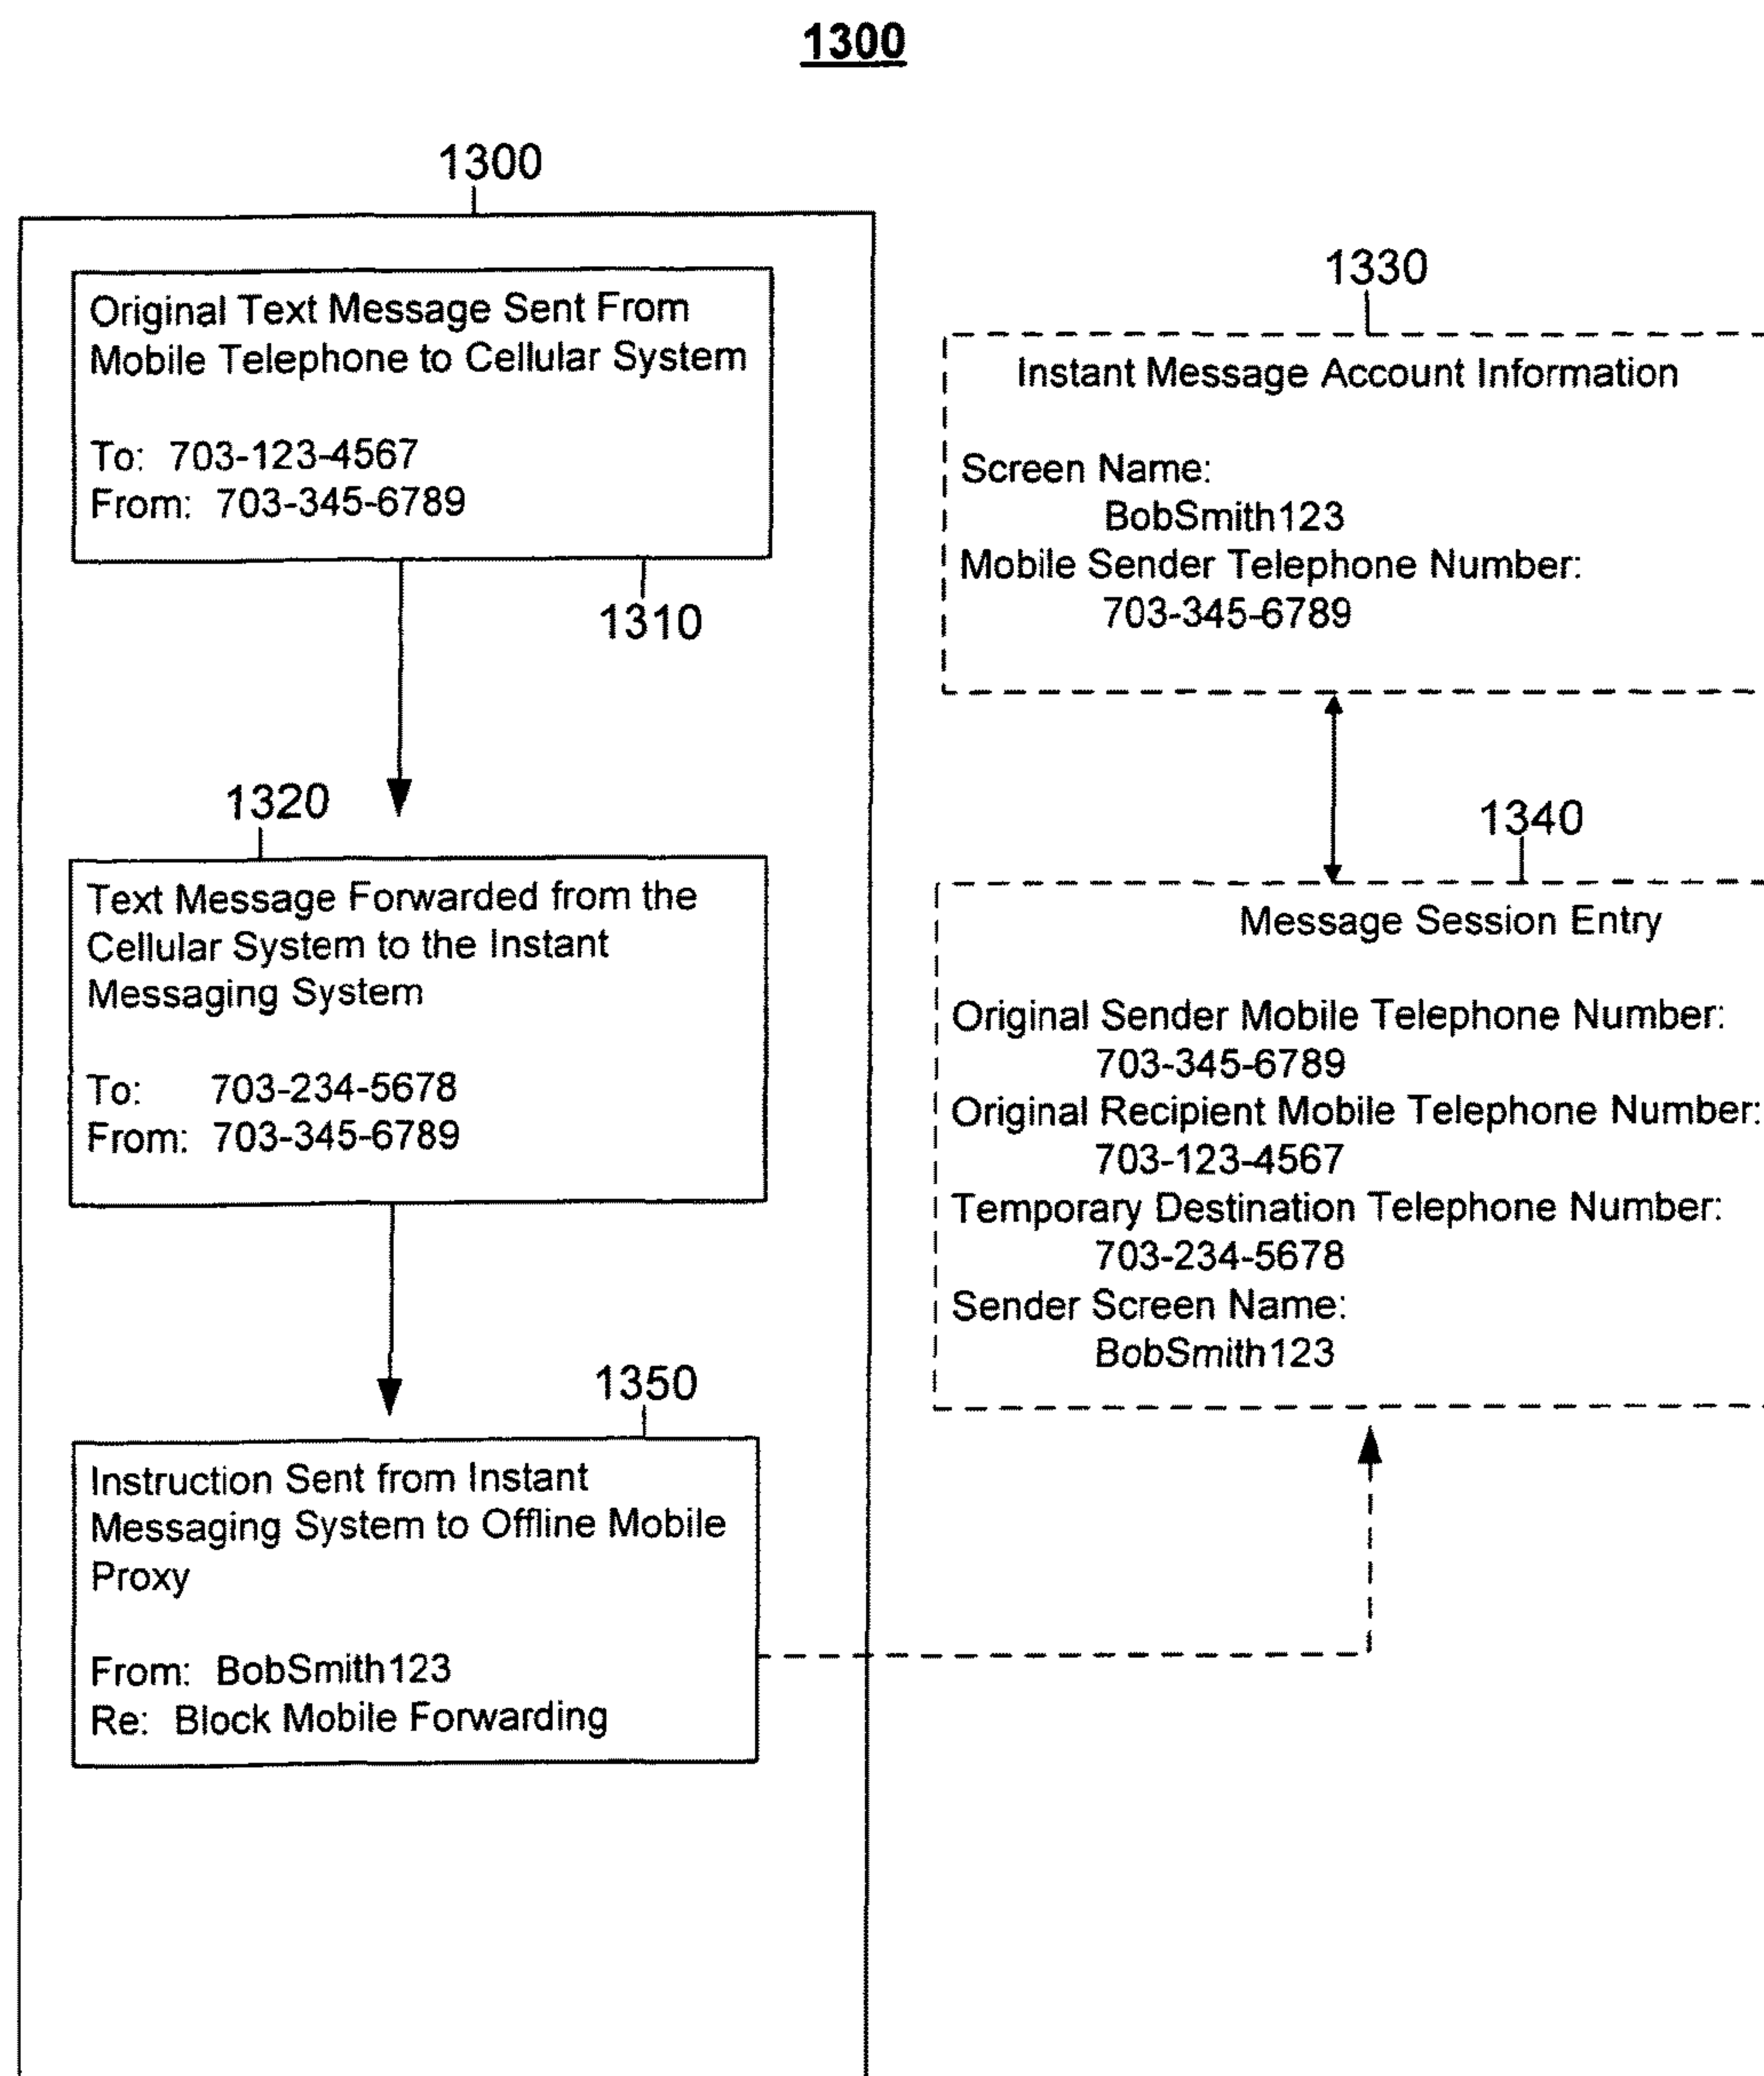 1300
1300
Original Text Message Sent From
Mobile Telephone to Cellular System
To: 703-123-4567
From: 703-345-6789
1310
1320
Text Message Forwarded from the
Cellular System to the Instant
Messaging System
To: 703-234-5678
From: 703-345-6789
1350
Instruction Sent from Instant
Messaging System to Offline Mobile
Proxy
From: BobSmith123
Re: Block Mobile Forwarding
1330
Instant Message Account Information
Screen Name:
BobSmith123
Mobile Sender Telephone Number:
703-345-6789
1340
Message Session Entry
Original Sender Mobile Telephone Number:
703-345-6789
Original Recipient Mobile Telephone Number:
703-123-4567
Temporary Destination Telephone Number:
703-234-5678
Sender Screen Name:
BobSmith123